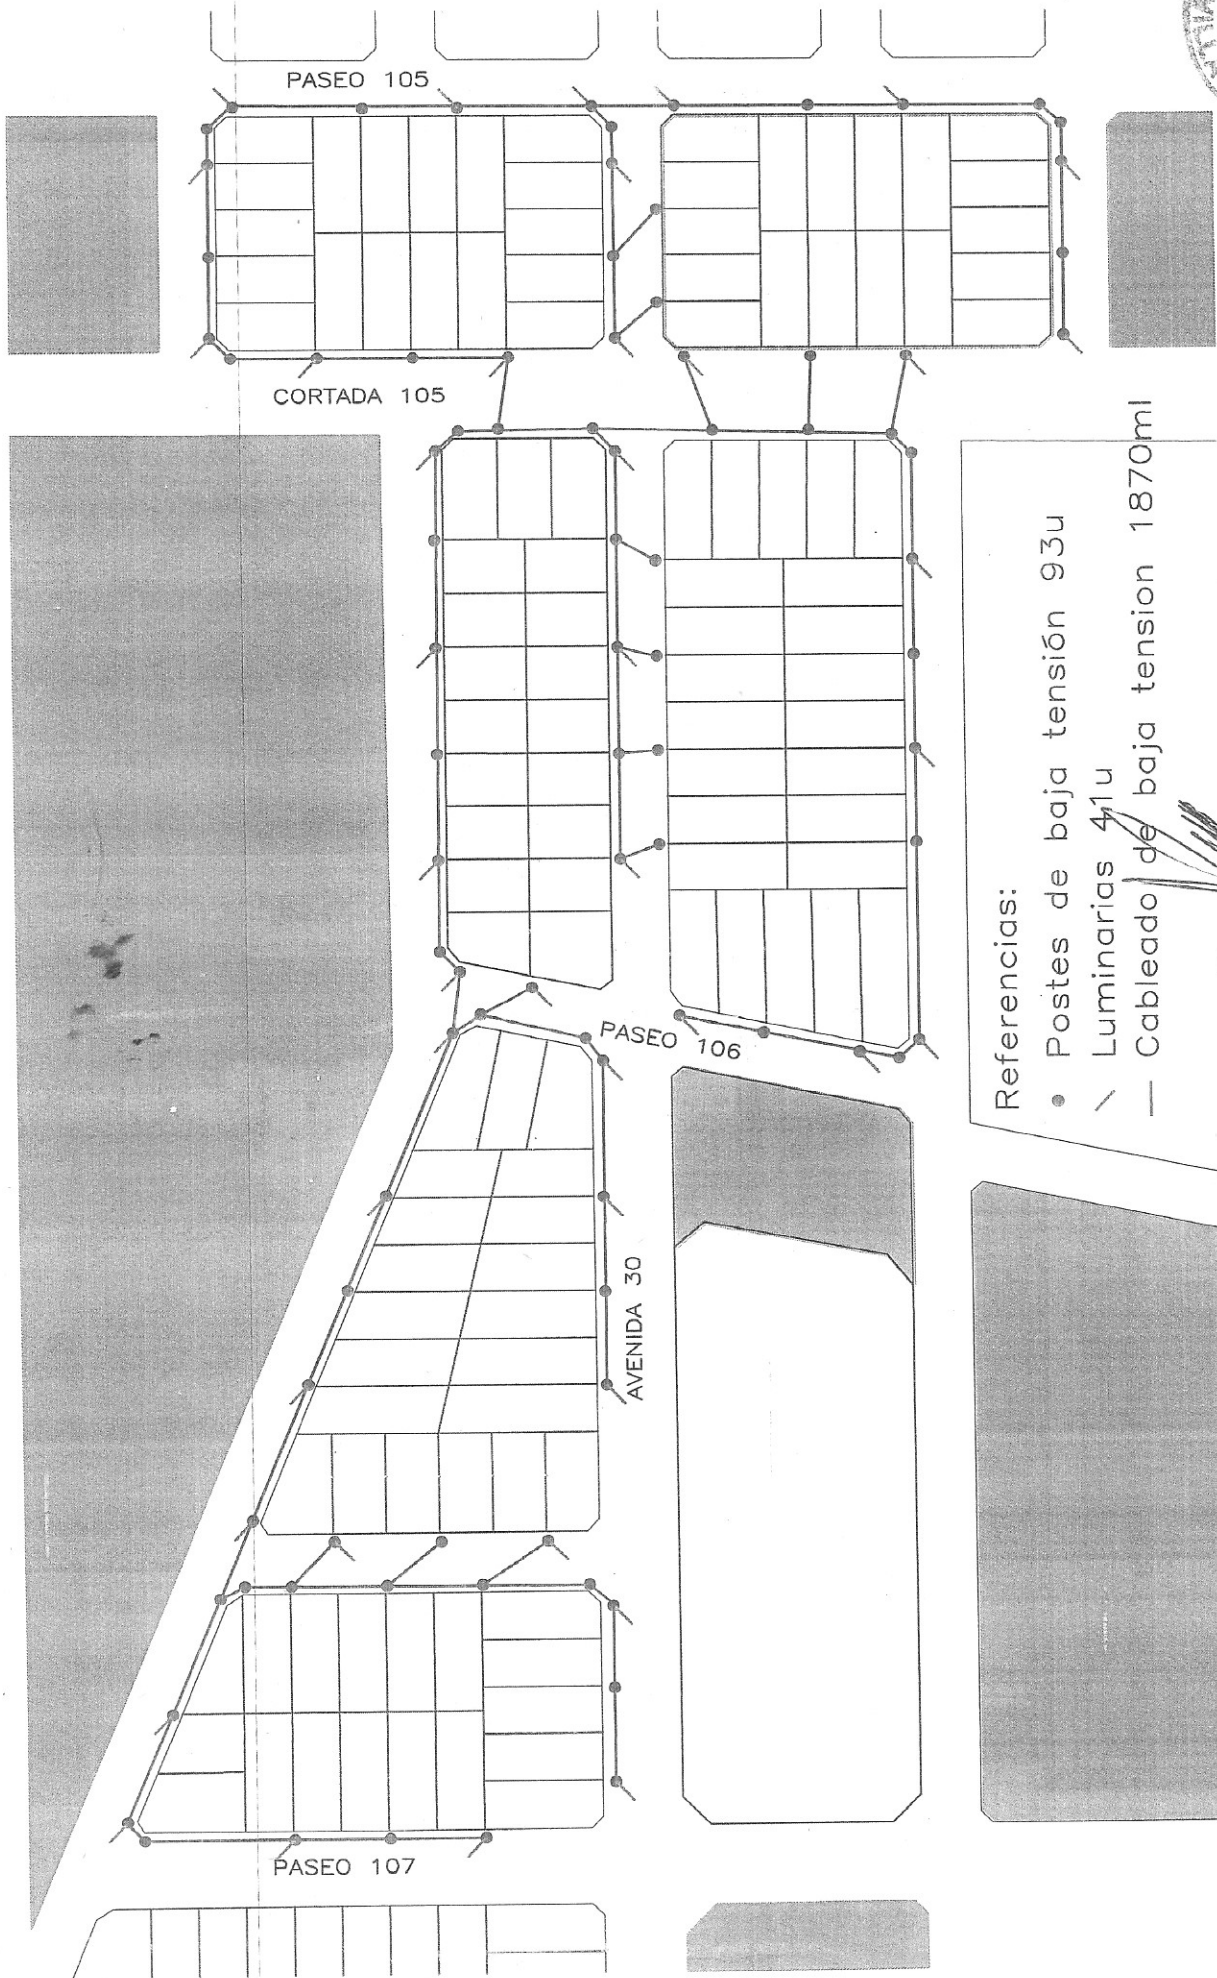 PASEO 105
CORTADA 105
PASEO 106
AVENIDA 30
PASEO 107
Referencias:
Postes de baja tensión 93u
Luminarias 41u
Cableado de baja tension 1870ml